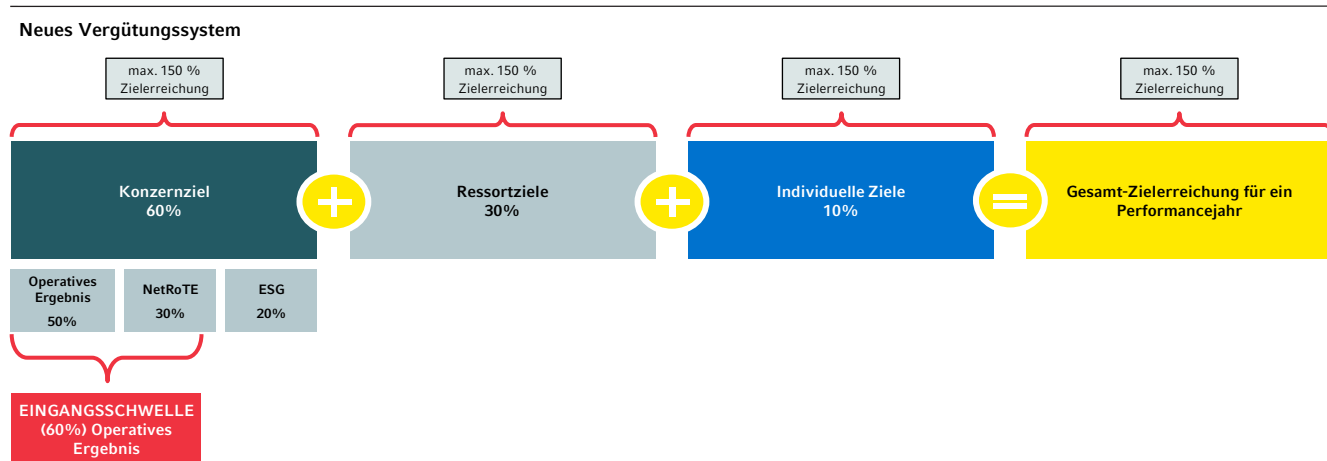 Neues Vergütungssystem
max. 150 %
Zielerreichung
max. 150 %
Zielerreichung
max. 150 %
Zielerreichung
max. 150 %
Zielerreichung
Konzernziel
60%
+
Ressortziele
30%
+
Individuelle Ziele
10%
=
Gesamt-Zielerreichung für ein
Performancejahr
Operatives
Ergebnis
50%
NetRoTE
30%
ESG
20%
EINGANGSSCHWELLE
(60%) Operatives
Ergebnis